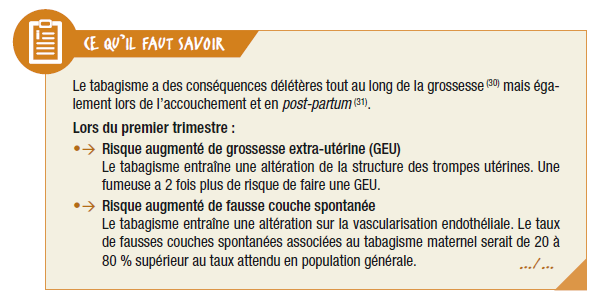 CE QU'IL FAUT SAVOIR
Le tabagisme a des conséquences délétères tout au long de la grossesse (30) mais éga-
lement lors de l'accouchement et en post-partum (31).
Lors du premier trimestre :
•→ Risque augmenté de grossesse extra-utérine (GEU)
Le tabagisme entraîne une altération de la structure des trompes utérines. Une
fumeuse a 2 fois plus de risque de faire une GEU.
•→ Risque augmenté de fausse couche spontanée
Le tabagisme entraîne une altération sur la vascularisation endothéliale. Le taux
de fausses couches spontanées associées au tabagisme maternel serait de 20 à
80 % supérieur au taux attendu en population générale.
.../...